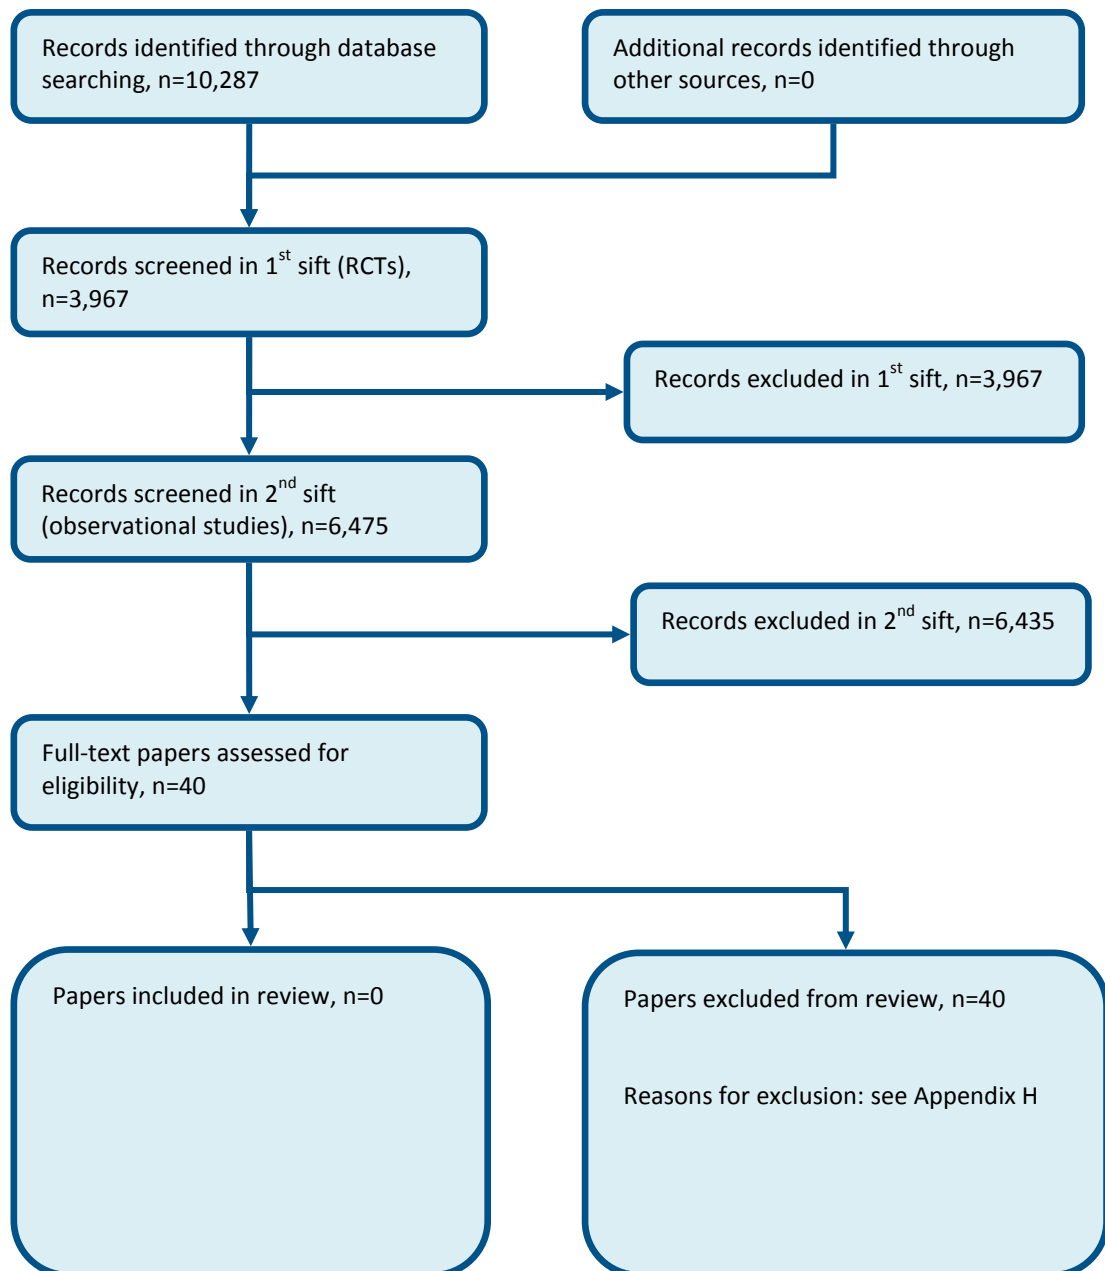 Records identified through database
searching, n=10,287
Additional records identified through
other sources, n=0
Records screened in 1st sift (RCTs),
n=3,967
Records excluded in 1st sift, n=3,967
Records screened in 2nd sift
(observational studies), n=6,475
Records excluded in 2nd sift, n=6,435
Full-text papers assessed for
eligibility, n=40
Papers included in review, n=0
Papers excluded from review, n=40
Reasons for exclusion: see Appendix H